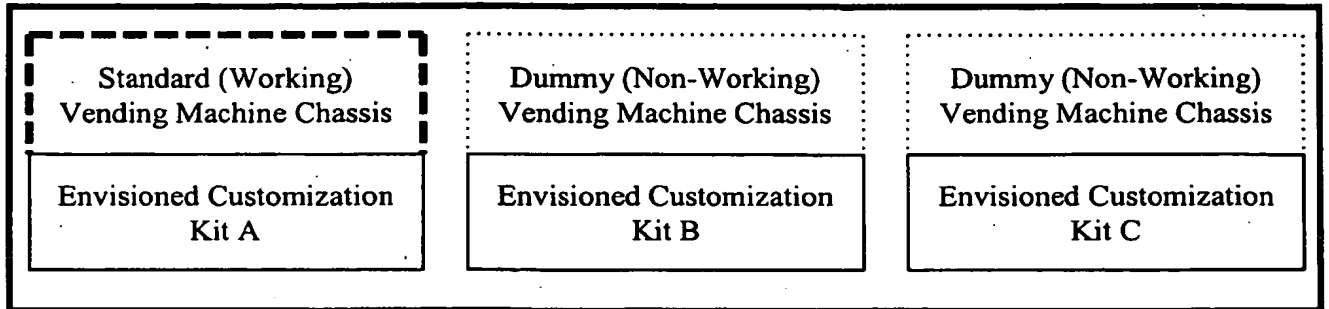 Standard (Working)
Vending Machine Chassis
Envisioned Customization
Kit A
Dummy (Non-Working)
Vending Machine Chassis
Envisioned Customization
Kit B
Dummy (Non-Working)
Vending Machine Chassis
Envisioned Customization
Kit C